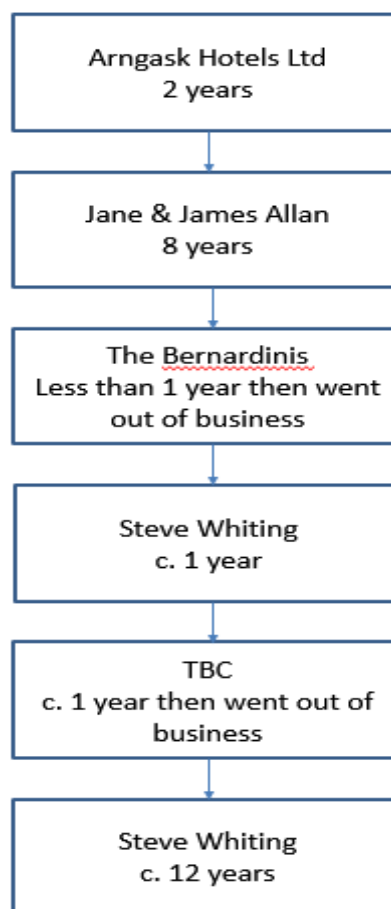 Arngask Hotels Ltd
2 years
Jane & James Allan
8 years
The Bernardinis
Less than 1 year then went
out of business
Steve Whiting
c. 1 year
TBC
c. 1 year then went out of
business
Steve Whiting
c. 12 years